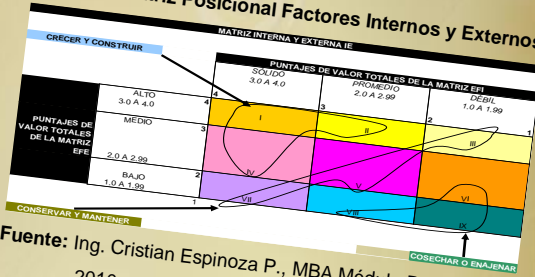 triz Posicional Factores Internos y Externos
MATRIZ INTERNA Y EXTERNA IE
CRECER Y CONSTRUIR
PUNTAJES DE VALOR TOTALES DE LA MATRIZ EFI
SÓLIDO
3.0 A 4.0
PROMEDIO
2.0 A 2.99
DÉBIL
1.0 A 1.99
4
3
2
1
PUNTAJES DE
VALOR TOTALES
DE LA MATRIZ
EFE
ALTO
3.0 A 4.0
4
MEDIO
2.0 A 2.99
3
BAJO
1.0 A 1.99
2
1
I
II
III
IV
V
VI
VII
VIII
IX
CONSERVAR Y MANTENER
COSECHAR O ENAJENAR
Fuente: Ing. Cristian Espinoza P., MBA